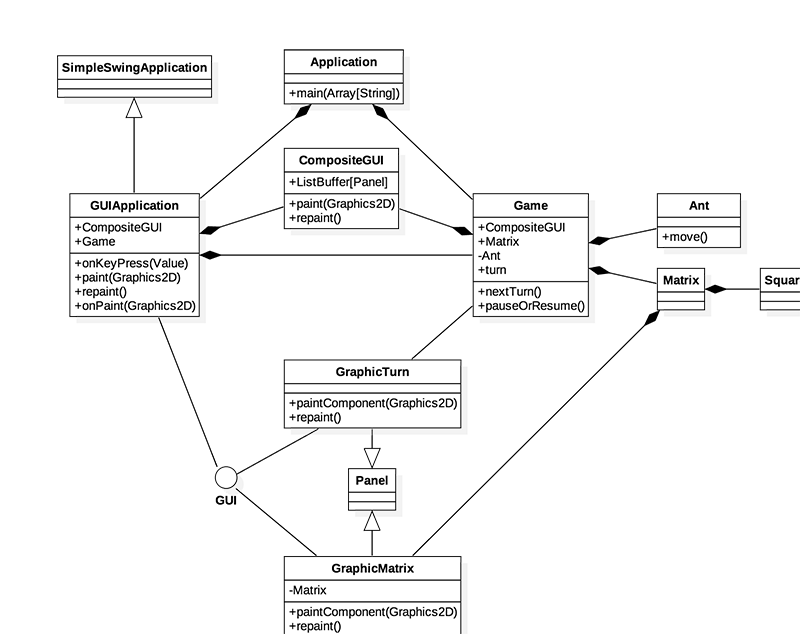 SimpleSwingApplication
Application
+main(Array[String])
CompositeGUI
+ListBuffer[Panel]
+paint(Graphics2D)
+repaint()
GUIApplication
+CompositeGUI
+Game
+onKeyPress(Value)
+paint(Graphics2D)
+repaint()
+onPaint(Graphics2D)
Game
+CompositeGUI
+Matrix
-Ant
+turn
+nextTurn()
+pauseOrResume()
Ant
+move()
Matrix
Squar
GraphicTurn
+paintComponent(Graphics2D)
+repaint()
GUI
Panel
GraphicMatrix
-Matrix
+paintComponent(Graphics2D)
+repaint()